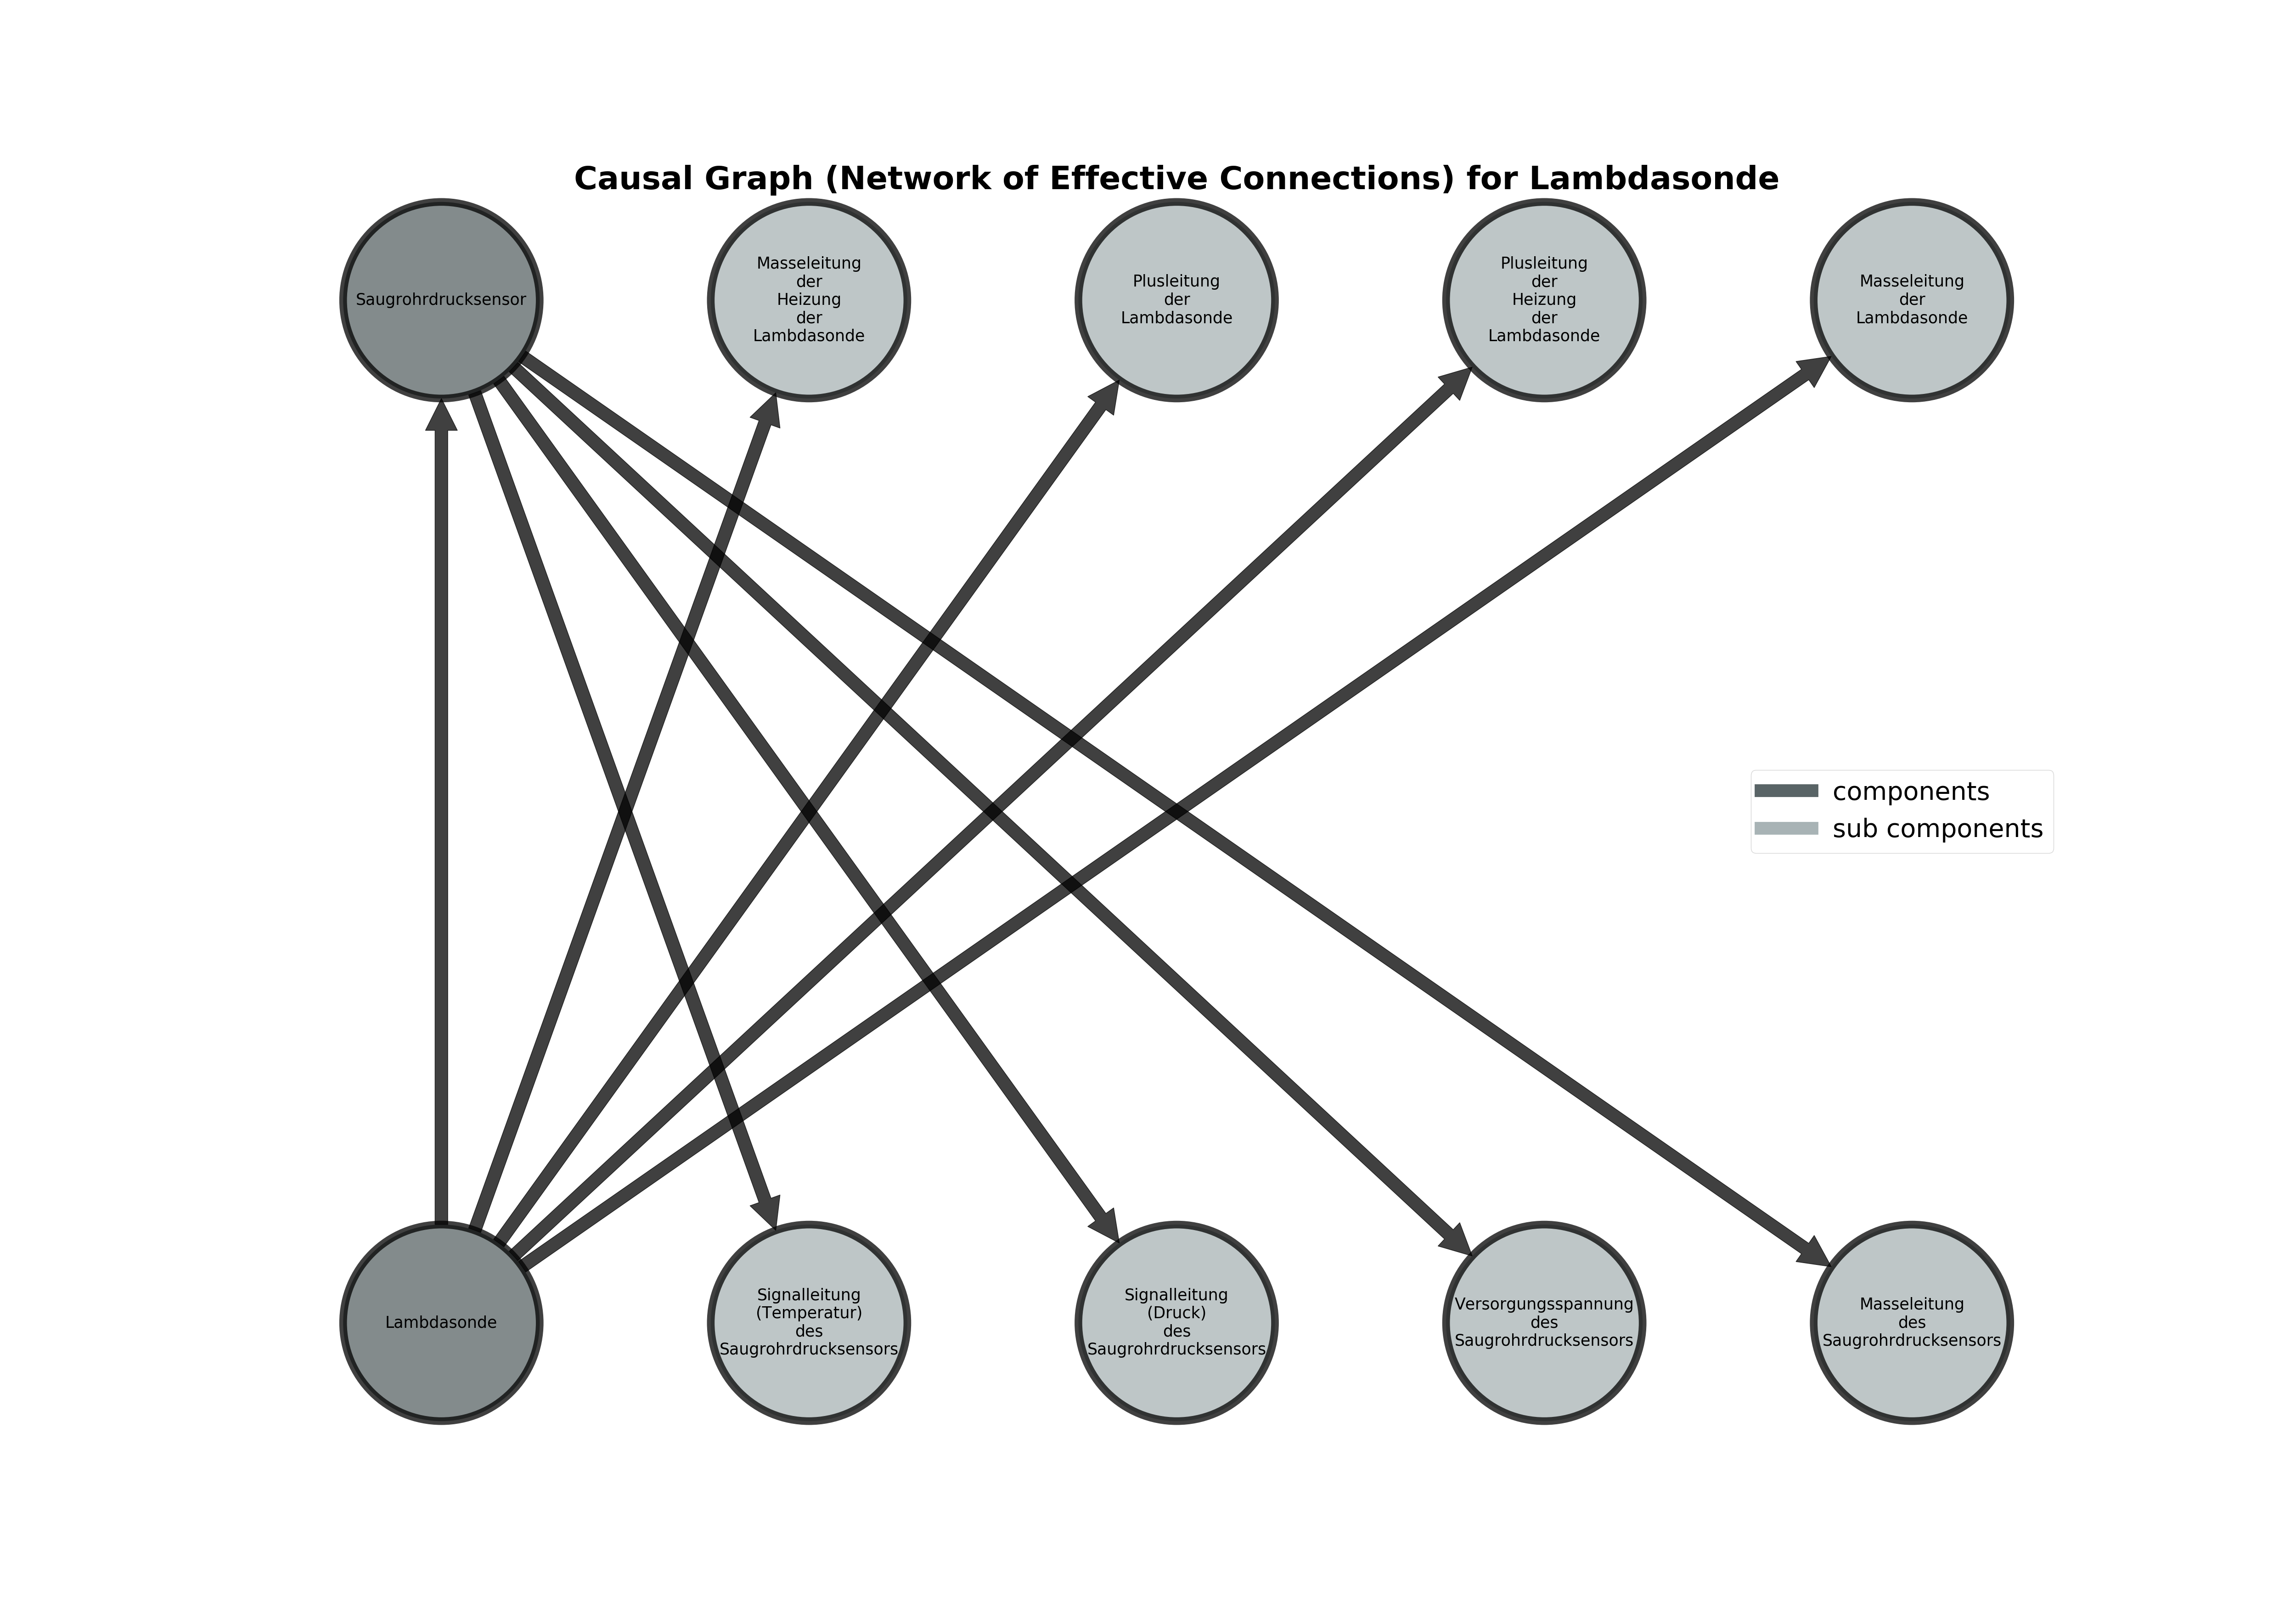 Causal Graph (Network of Effective Connections) for Lambdasonde
Saugrohrdrucksensor
Masseleitung
der
Heizung
der
Lambdasonde
Plusleitung
der
Lambdasonde
Plusleitung
der
Heizung
der
Lambdasonde
Masseleitung
der
Lambdasonde
components
sub components
Lambdasonde
Signalleitung
(Temperatur)
des
Saugrohrdrucksensors
Signalleitung
(Druck)
des
Saugrohrdrucksensors
Versorgungsspannung
des
Saugrohrdrucksensors
Masseleitung
des
Saugrohrdrucksensors